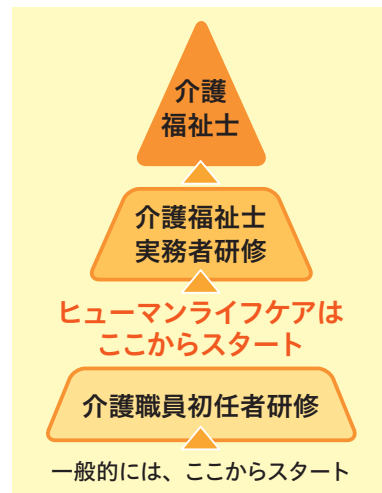 介護
福祉士
介護福祉士
実務者研修
ヒューマンライフケアは
ここからスタート
介護職員初任者研修
一般的には、ここからスタート